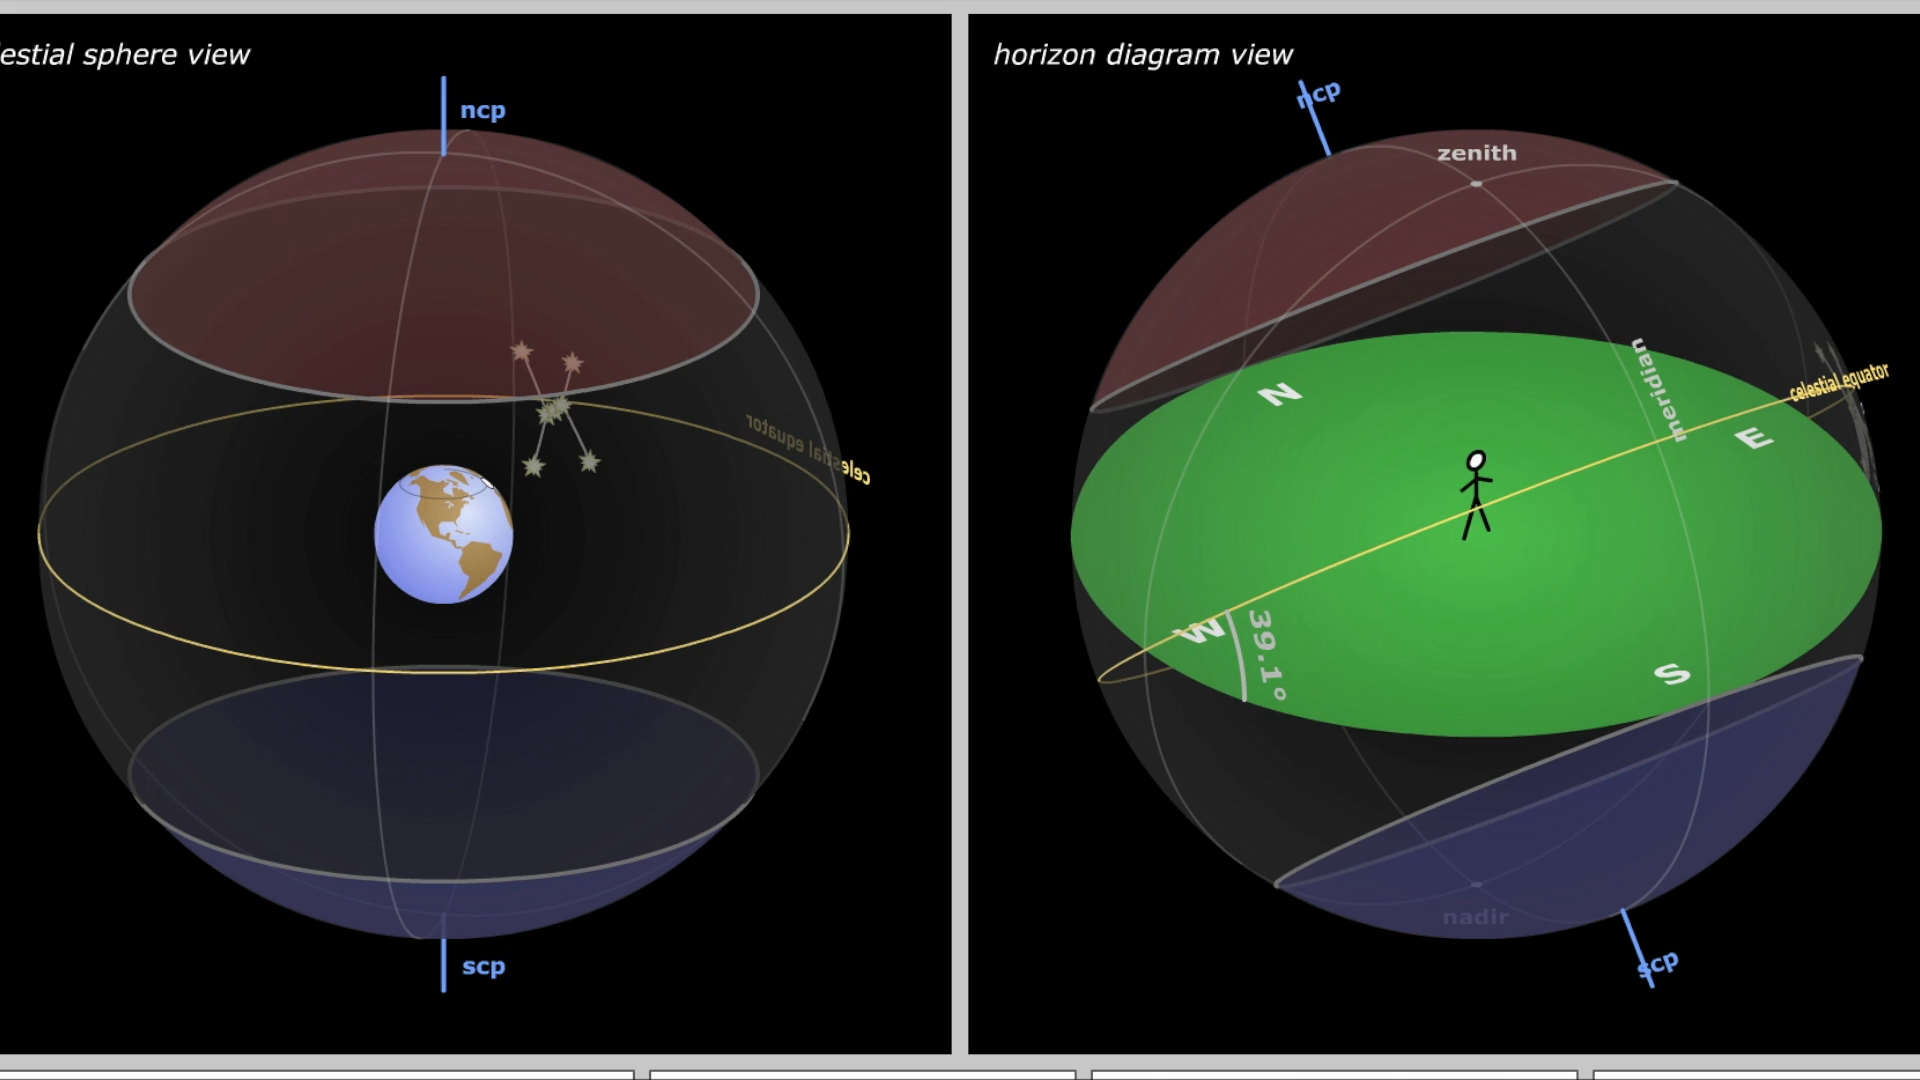 estial sphere view
ncp
celestial equator
scp
horizon diagram view
ncp
zenith
meridian
celestial equator
N
E
W
39.1°
S
nadir
scp